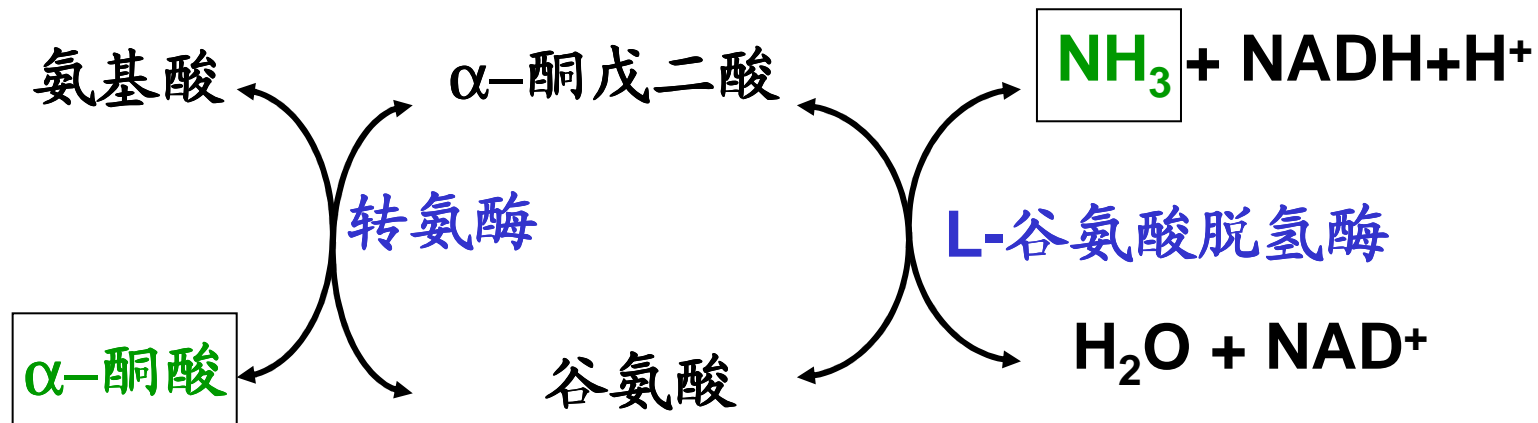 氨基酸 α–酮戊二酸 NH₃ + NADH+H⁺
转氨酶 L-谷氨酸脱氢酶
α–酮酸 谷氨酸 H₂O + NAD⁺